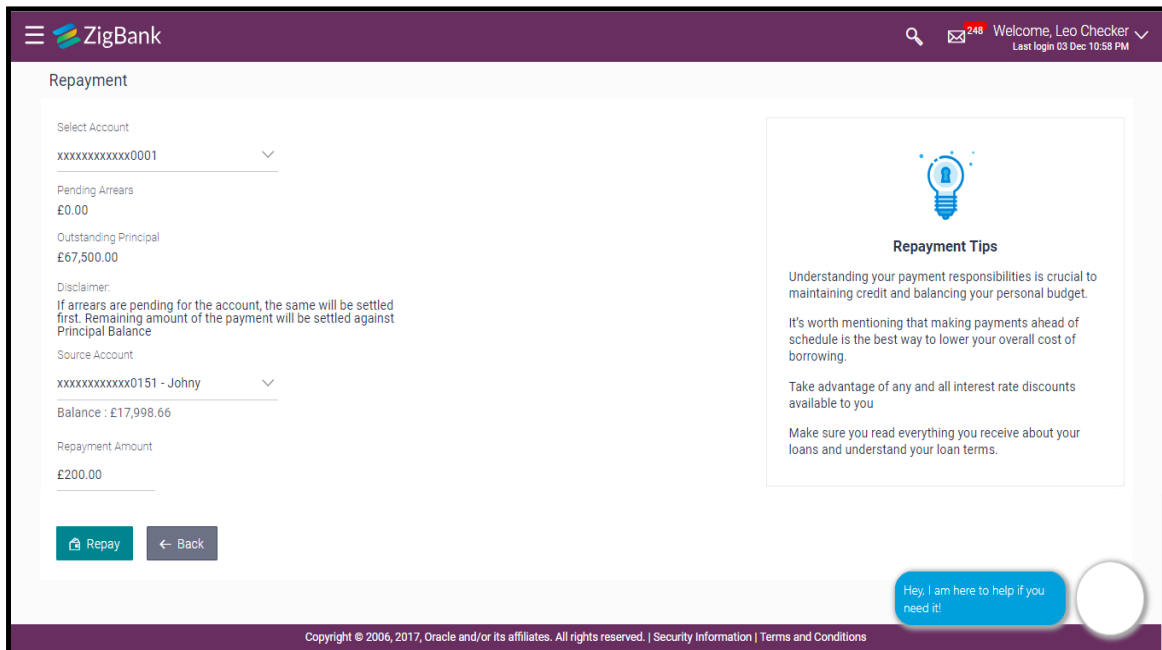 ZigBank
248
Welcome, Leo Checker
Last login 03 Dec 10:58 PM
Repayment
Select Account
xxxxxxxxxxxx0001
Pending Arrears
£0.00
Outstanding Principal
£67,500.00
Disclaimer:
If arrears are pending for the account, the same will be settled
first. Remaining amount of the payment will be settled against
Principal Balance
Source Account
xxxxxxxxxxxx0151 - Johny
Balance : £17,998.66
Repayment Amount
£200.00
Repay
Back
Repayment Tips
Understanding your payment responsibilities is crucial to
maintaining credit and balancing your personal budget.
It's worth mentioning that making payments ahead of
schedule is the best way to lower your overall cost of
borrowing.
Take advantage of any and all interest rate discounts
available to you
Make sure you read everything you receive about your
loans and understand your loan terms.
Hey, I am here to help if you
need it!
Copyright © 2006, 2017, Oracle and/or its affiliates. All rights reserved. | Security Information | Terms and Conditions